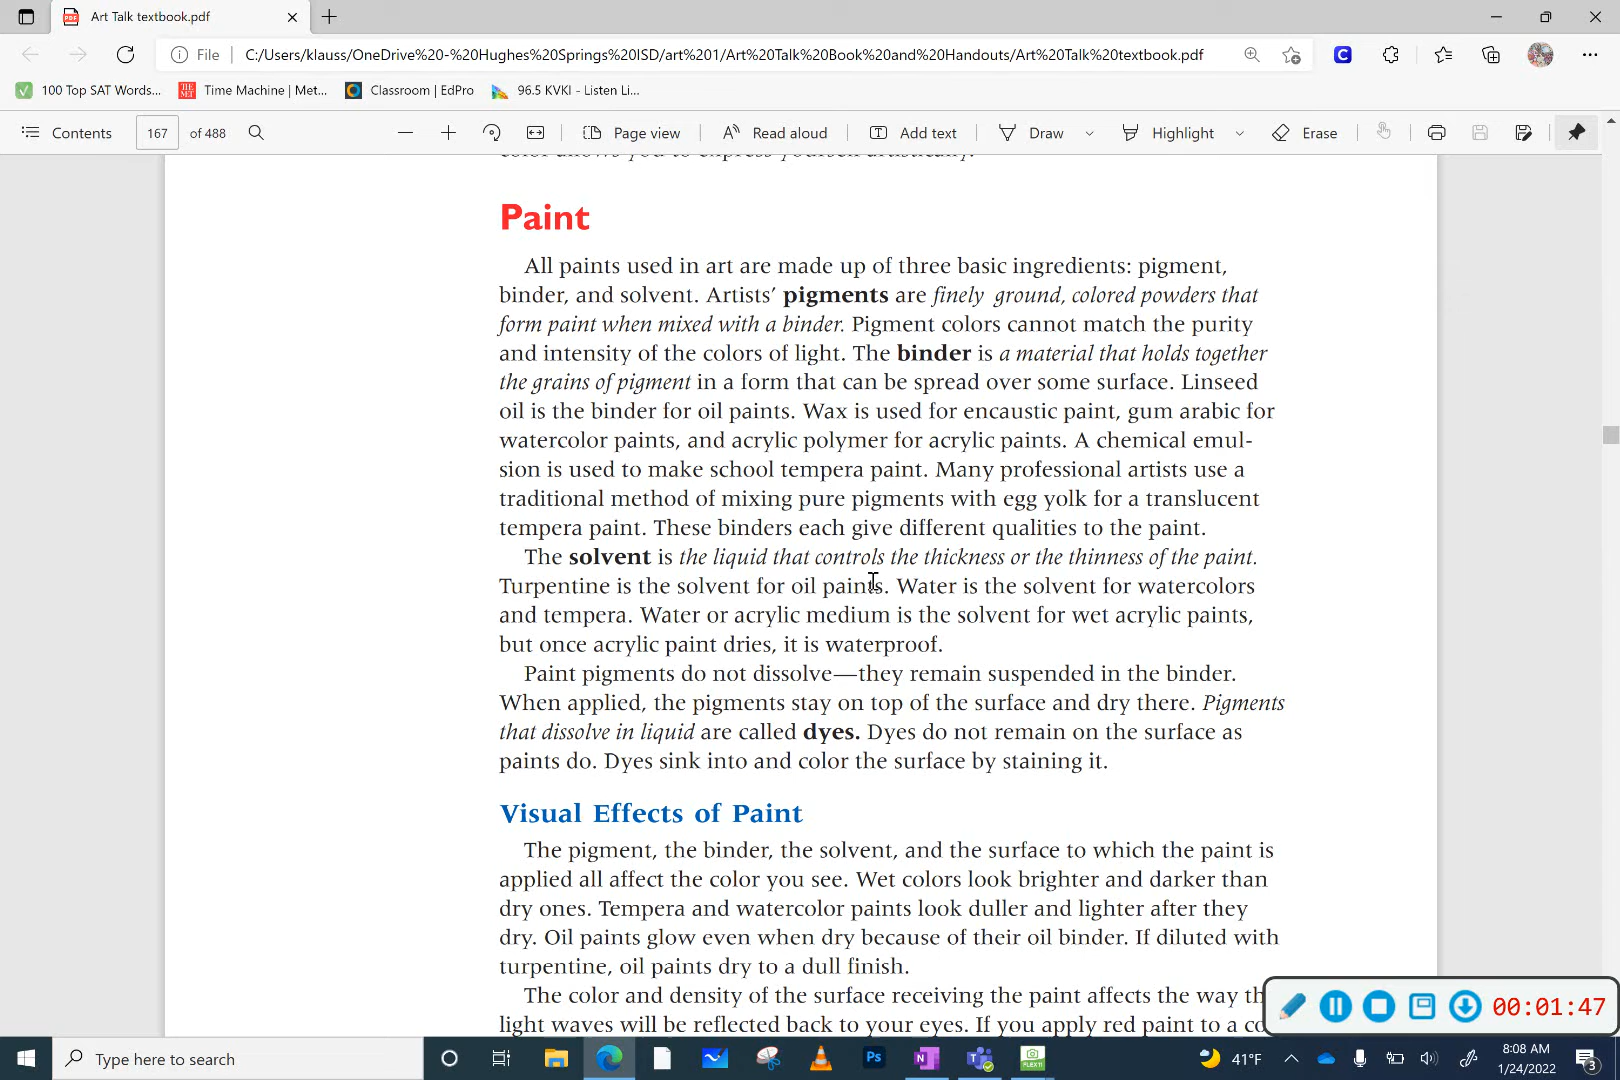 Art Talk textbook.pdf
File C:/Users/klauss/OneDrive%20-%20Hughes%20Springs%20ISD/art%201/Art%20Talk%20Book%20and%20Handouts/Art%20Talk%20textbook.pdf
100 Top SAT Words... Time Machine | Met... Classroom | EdPro 96.5 KVKI - Listen Li...
Contents 167 of 488 Page view Read aloud Add text Draw Highlight Erase
color allows you to express yourself artistically.
Paint
All paints used in art are made up of three basic ingredients: pigment,
binder, and solvent. Artists’ pigments are finely ground, colored powders that
form paint when mixed with a binder. Pigment colors cannot match the purity
and intensity of the colors of light. The binder is a material that holds together
the grains of pigment in a form that can be spread over some surface. Linseed
oil is the binder for oil paints. Wax is used for encaustic paint, gum arabic for
watercolor paints, and acrylic polymer for acrylic paints. A chemical emul-
sion is used to make school tempera paint. Many professional artists use a
traditional method of mixing pure pigments with egg yolk for a translucent
tempera paint. These binders each give different qualities to the paint.
The solvent is the liquid that controls the thickness or the thinness of the paint.
Turpentine is the solvent for oil paints. Water is the solvent for watercolors
and tempera. Water or acrylic medium is the solvent for wet acrylic paints,
but once acrylic paint dries, it is waterproof.
Paint pigments do not dissolve—they remain suspended in the binder.
When applied, the pigments stay on top of the surface and dry there. Pigments
that dissolve in liquid are called dyes. Dyes do not remain on the surface as
paints do. Dyes sink into and color the surface by staining it.
Visual Effects of Paint
The pigment, the binder, the solvent, and the surface to which the paint is
applied all affect the color you see. Wet colors look brighter and darker than
dry ones. Tempera and watercolor paints look duller and lighter after they
dry. Oil paints glow even when dry because of their oil binder. If diluted with
turpentine, oil paints dry to a dull finish.
The color and density of the surface receiving the paint affects the way th
light waves will be reflected back to your eyes. If you apply red paint to a co
00:01:47
Type here to search
41°F
8:08 AM
1/24/2022
3